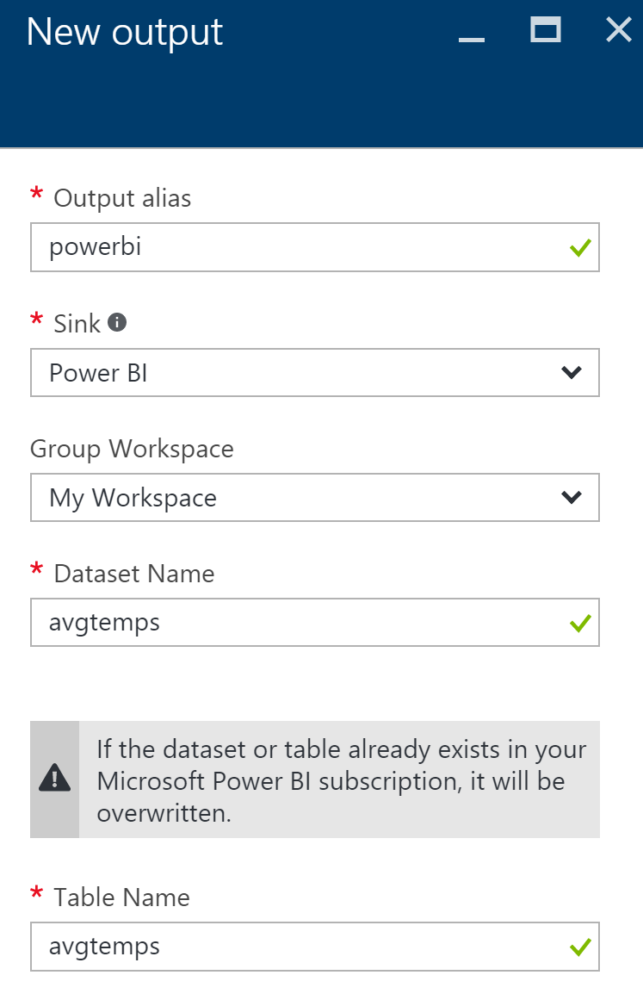 New output
* Output alias
powerbi
* Sink
Power BI
Group Workspace
My Workspace
* Dataset Name
avgtemps
If the dataset or table already exists in your
Microsoft Power BI subscription, it will be
overwritten.
* Table Name
avgtemps